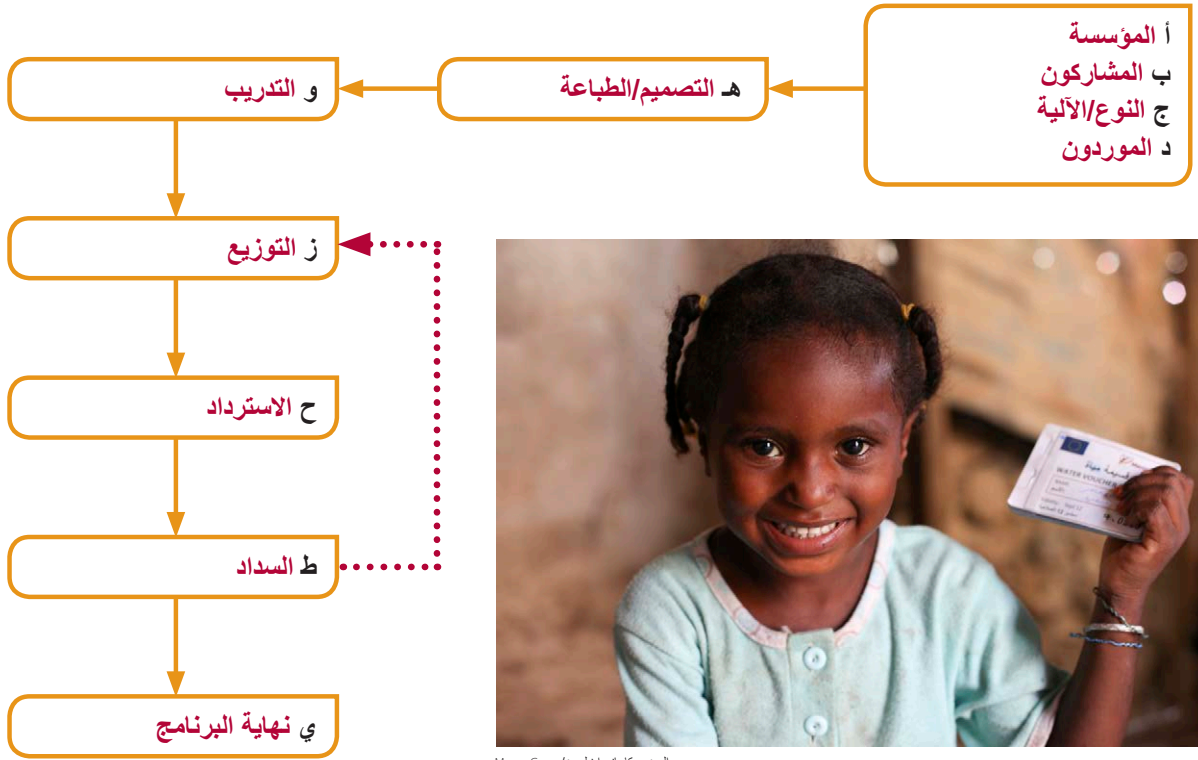 أ المؤسسة
ب المشاركون
ج النوع/الآلية
د الموردون
هـ التصميم/الطباعة
و التدريب
ز التوزيع
ح الاسترداد
ط السداد
ي نهاية البرنامج
WATER VOUCHER